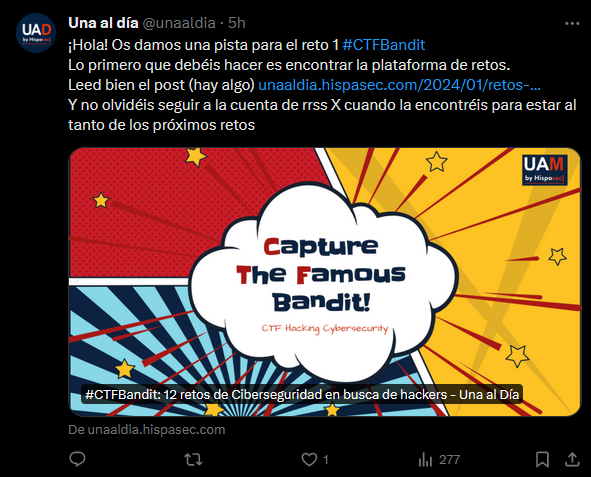 UAD
by Hispasec
Una al día @unaaldia · 5h
¡Hola! Os damos una pista para el reto 1 #CTFBandit
Lo primero que debéis hacer es encontrar la plataforma de retos.
Leed bien el post (hay algo) unaaldia.hispasec.com/2024/01/retos-…
Y no olvidéis seguir a la cuenta de rrss X cuando la encontréis para estar al
tanto de los próximos retos
UAM
by Hispasec
Capture
The Famous
Bandit!
CTF Hacking Cybersecurity
#CTFBandit: 12 retos de Ciberseguridad en busca de hackers - Una al Día
De unaaldia.hispasec.com
1
277